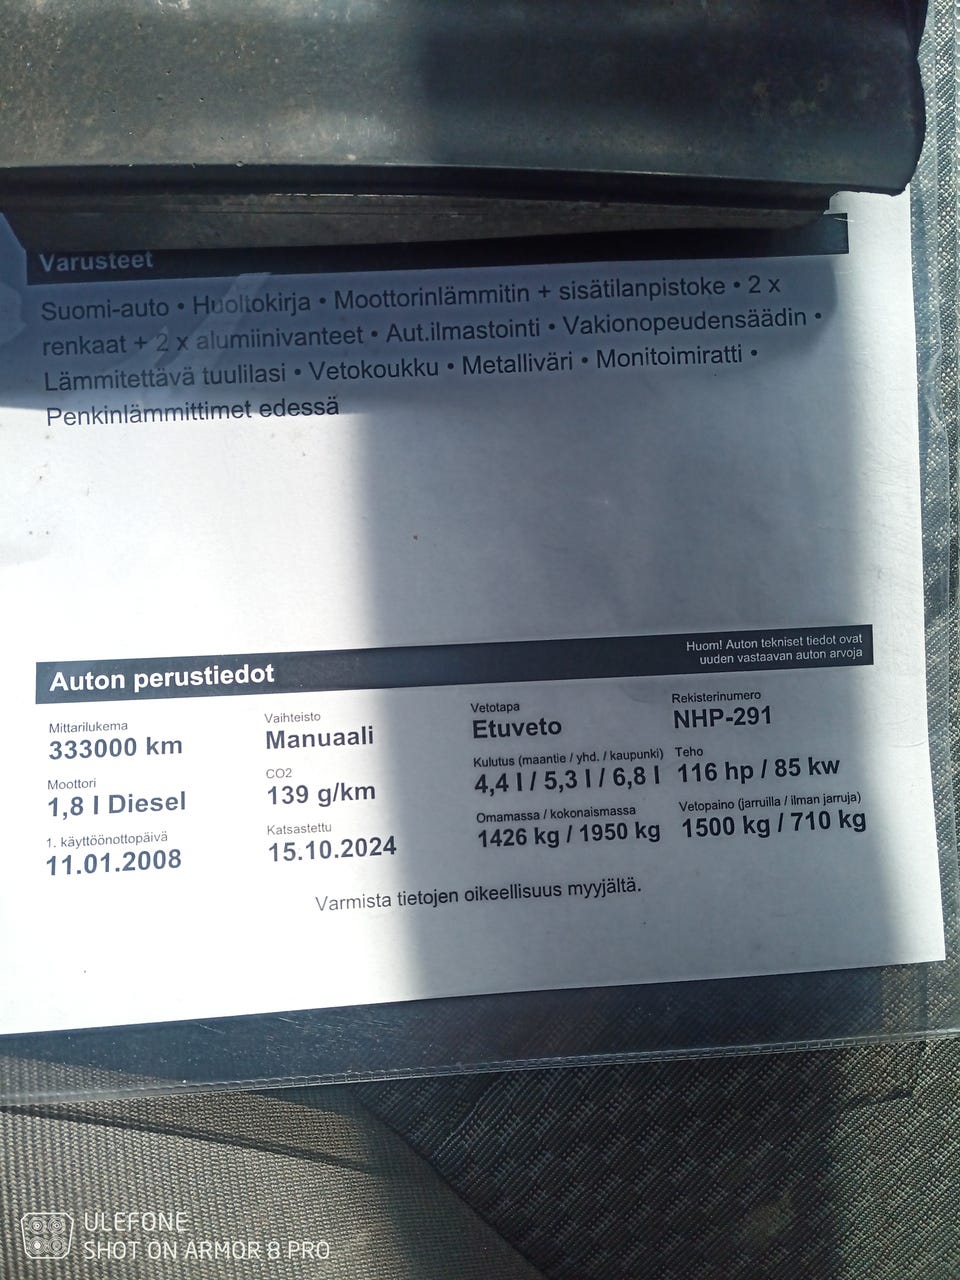 Varusteet
Suomi-auto • Huoltokirja • Moottorinlämmitin + sisätilanpistoke • 2 x
renkaat + 2 x alumiinivanteet • Aut.ilmastointi • Vakionopeudensäädin •
Lämmitettävä tuulilasi • Vetokoukku • Metalliväri • Monitoimiratti •
Penkinlämmittimet edessä
Auton perustiedot
Huom! Auton tekniset tiedot ovat
uuden vastaavan auton arvoja
Mittarilukema
333000 km
Vaihteisto
Manuaali
Vetotapa
Etuveto
Rekisterinumero
NHP-291
Moottori
1,8 l Diesel
CO2
139 g/km
Kulutus (maantie / yhd. / kaupunki)
4,4 l / 5,3 l / 6,8 l
Teho
116 hp / 85 kw
1. käyttöönottopäivä
11.01.2008
Katsastettu
15.10.2024
Omamassa / kokonaismassa
1426 kg / 1950 kg
Vetopaino (jarruilla / ilman jarruja)
1500 kg / 710 kg
Varmista tietojen oikeellisuus myyjältä.
ULEFONE
SHOT ON ARMOR 8 PRO